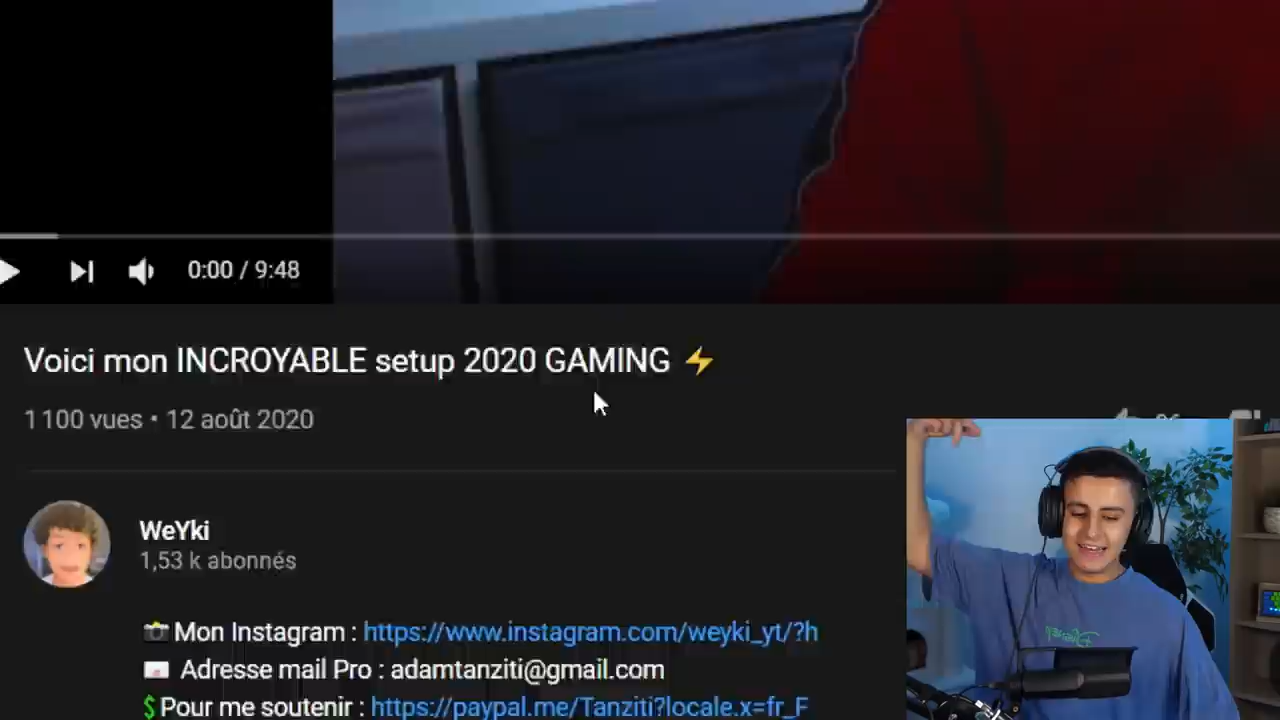 0:00 / 9:48
Voici mon INCROYABLE setup 2020 GAMING ⚡
1 100 vues • 12 août 2020
WeYki
1,53 k abonnés
📷 Mon Instagram : https://www.instagram.com/weyki_yt/?h
💌 Adresse mail Pro : adamtanziti@gmail.com
💲Pour me soutenir : https://paypal.me/Tanziti?locale.x=fr_F